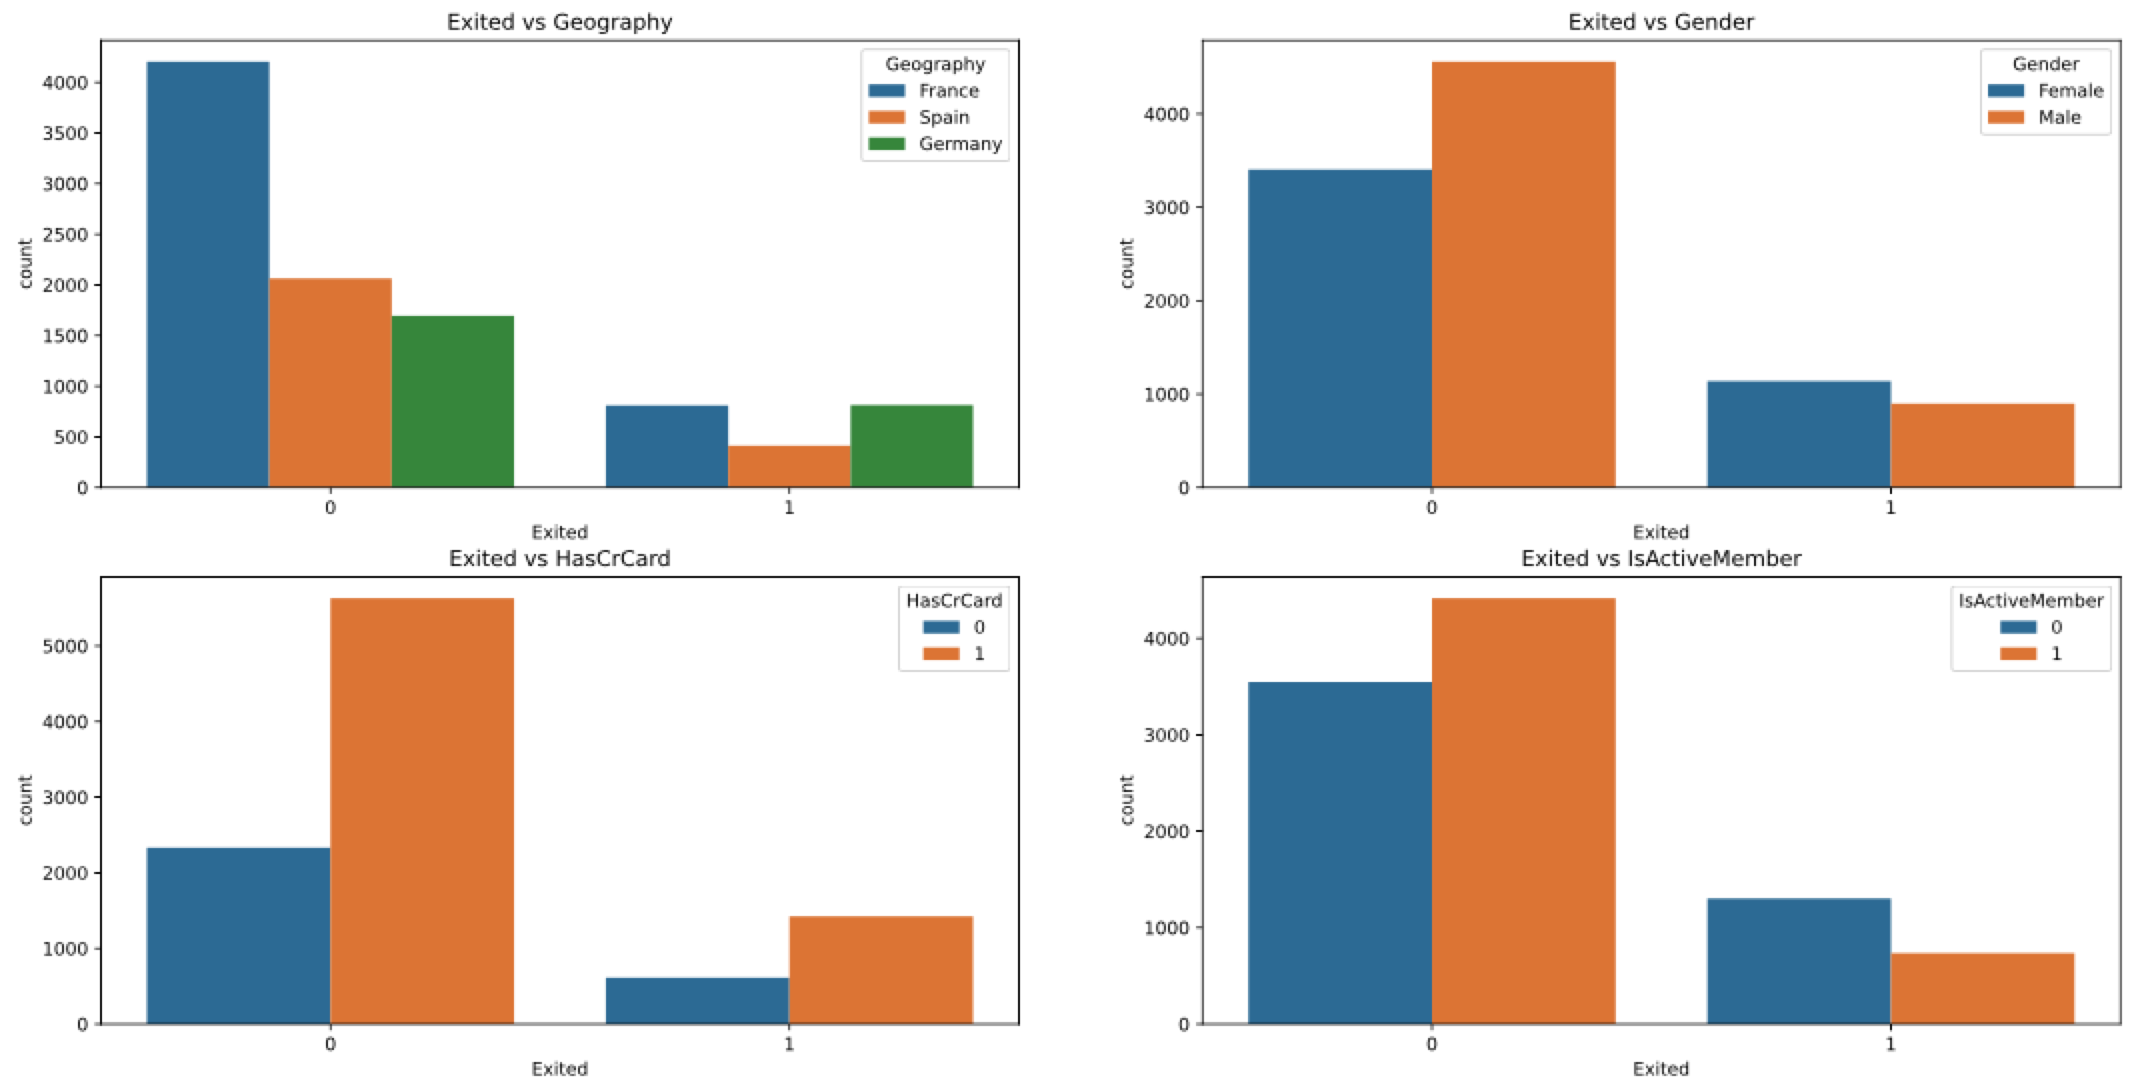 Exited vs Geography
Geography
France
Spain
Germany
4000
3500
3000
2500
2000
1500
1000
500
0
count
0 1
Exited
Exited vs Gender
Gender
Female
Male
4000
3000
2000
1000
0
count
0 1
Exited
Exited vs HasCrCard
HasCrCard
0
1
5000
4000
3000
2000
1000
0
count
0 1
Exited
Exited vs IsActiveMember
IsActiveMember
0
1
4000
3000
2000
1000
0
count
0 1
Exited